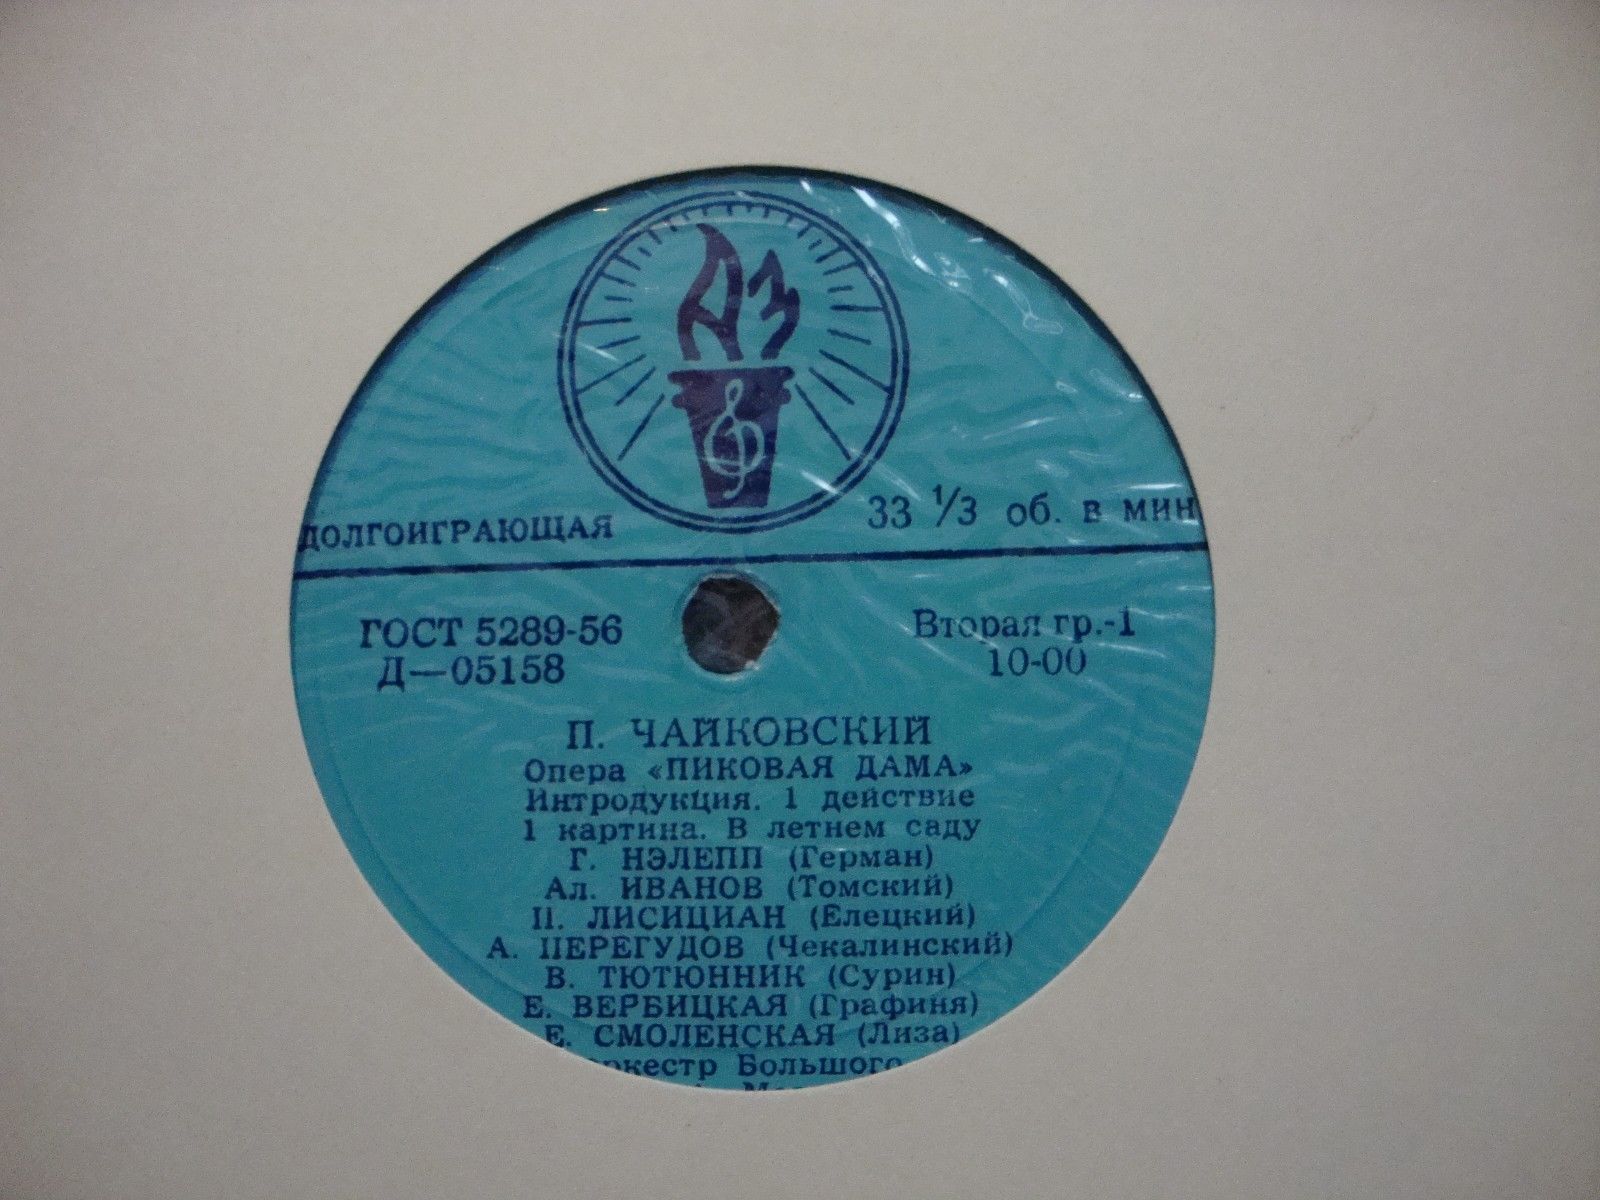 АЗ
ДОЛГОИГРАЮЩАЯ
33 1/3 об. в мин
ГОСТ 5289-56
Д—05158
Вторая гр.-1
10-00
П. ЧАЙКОВСКИЙ
Опера «ПИКОВАЯ ДАМА»
Интродукция. 1 действие
1 картина. В летнем саду
Г. НЭЛЕПП (Герман)
Ал. ИВАНОВ (Томский)
П. ЛИСИЦИАН (Елецкий)
А. ПЕРЕГУДОВ (Чекалинский)
В. ТЮТЮННИК (Сурин)
Е. ВЕРБИЦКАЯ (Графиня)
Е. СМОЛЕНСКАЯ (Лиза)
Большого